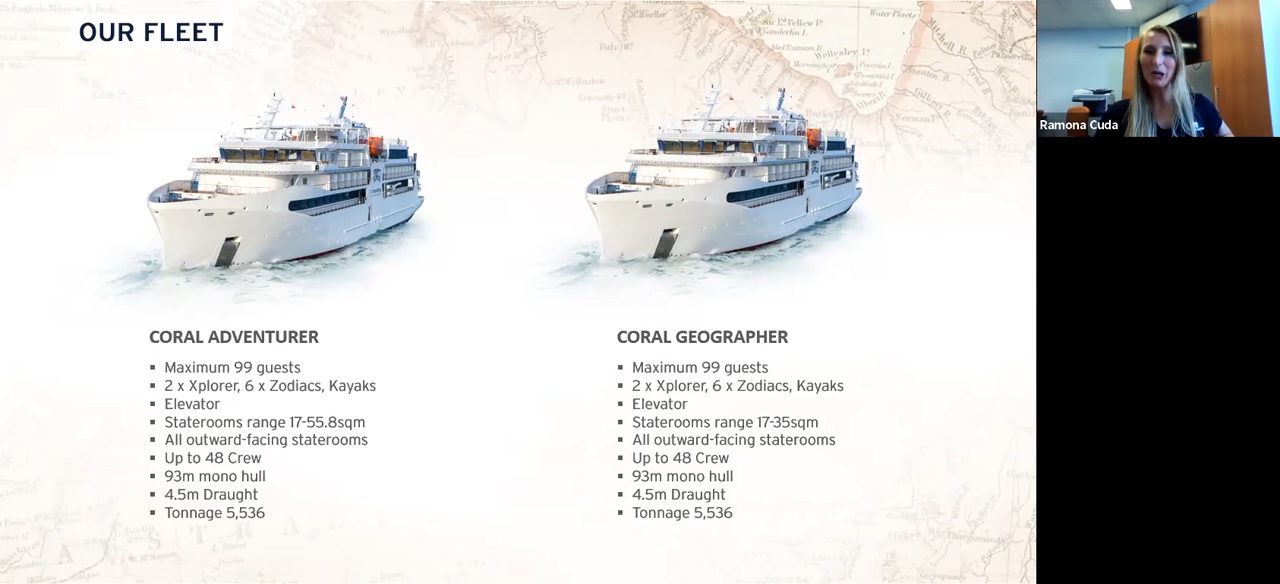 OUR FLEET
Ramona Cuda
CORAL ADVENTURER
▪ Maximum 99 guests
▪ 2 x Xplorer, 6 x Zodiacs, Kayaks
▪ Elevator
▪ Staterooms range 17-55.8sqm
▪ All outward-facing staterooms
▪ Up to 48 Crew
▪ 93m mono hull
▪ 4.5m Draught
▪ Tonnage 5,536
CORAL GEOGRAPHER
▪ Maximum 99 guests
▪ 2 x Xplorer, 6 x Zodiacs, Kayaks
▪ Elevator
▪ Staterooms range 17-35sqm
▪ All outward-facing staterooms
▪ Up to 48 Crew
▪ 93m mono hull
▪ 4.5m Draught
▪ Tonnage 5,536